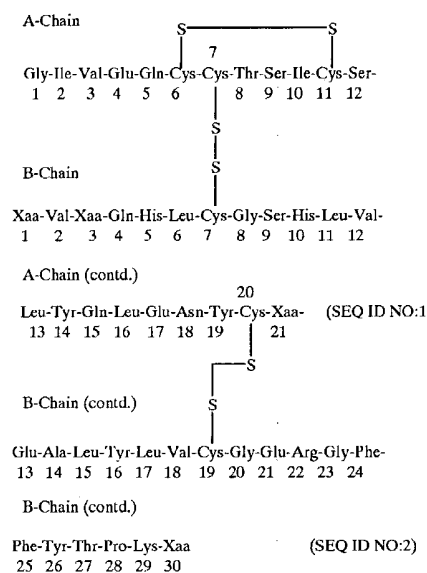 A-Chain
S S
7
Gly-Ile-Val-Glu-Gln-Cys-Cys-Thr-Ser-Ile-Cys-Ser-
1 2 3 4 5 6 8 9 10 11 12
S
S
B-Chain
Xaa-Val-Xaa-Gln-His-Leu-Cys-Gly-Ser-His-Leu-Val-
1 2 3 4 5 6 7 8 9 10 11 12
A-Chain (contd.)
20
Leu-Tyr-Gln-Leu-Glu-Asn-Tyr-Cys-Xaa- (SEQ ID NO:1
13 14 15 16 17 18 19 21
S
B-Chain (contd.)
S
Glu-Ala-Leu-Tyr-Leu-Val-Cys-Gly-Glu-Arg-Gly-Phe-
13 14 15 16 17 18 19 20 21 22 23 24
B-Chain (contd.)
Phe-Tyr-Thr-Pro-Lys-Xaa (SEQ ID NO:2)
25 26 27 28 29 30